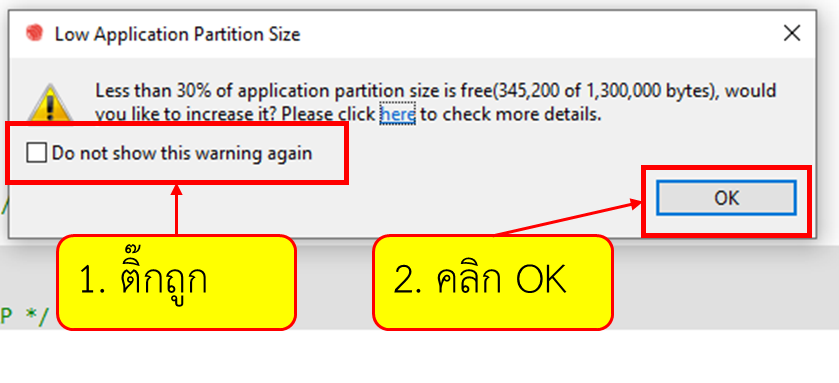 Low Application Partition Size
Less than 30% of application partition size is free(345,200 of 1,300,000 bytes), would
you like to increase it? Please click here to check more details.
Do not show this warning again
OK
/
1. ติ๊กถูก
2. คลิก OK
P */